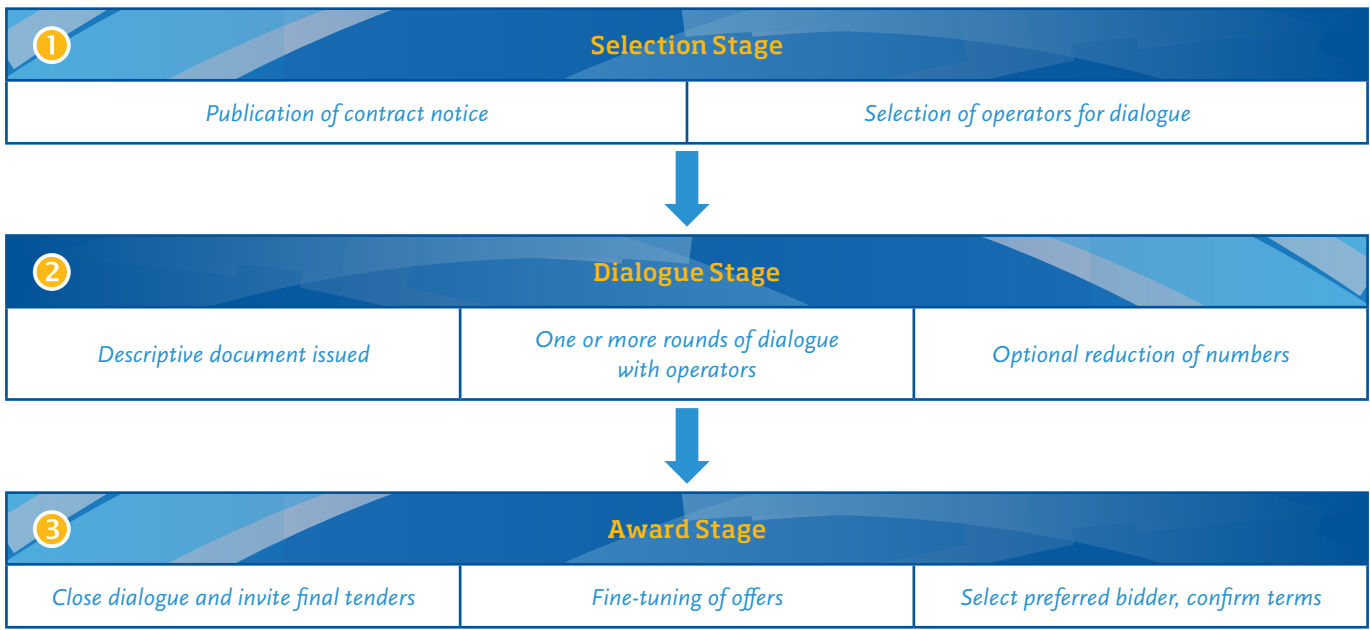 1
Selection Stage
Publication of contract notice
Selection of operators for dialogue
2
Dialogue Stage
Descriptive document issued
One or more rounds of dialogue
with operators
Optional reduction of numbers
3
Award Stage
Close dialogue and invite final tenders
Fine-tuning of offers
Select preferred bidder, confirm terms